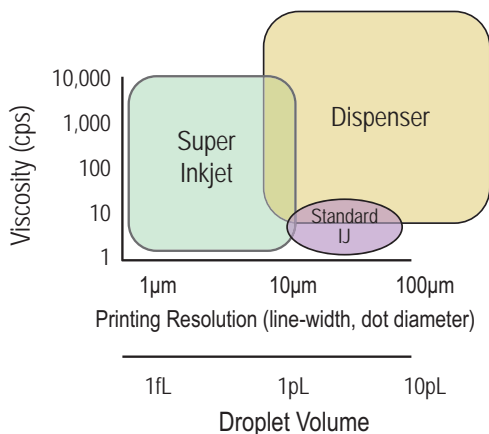 Viscosity (cps)
10,000
1,000
100
10
1
Super
Inkjet
Dispenser
Standard
IJ
1µm 10µm 100µm
Printing Resolution (line-width, dot diameter)
1fL 1pL 10pL
Droplet Volume